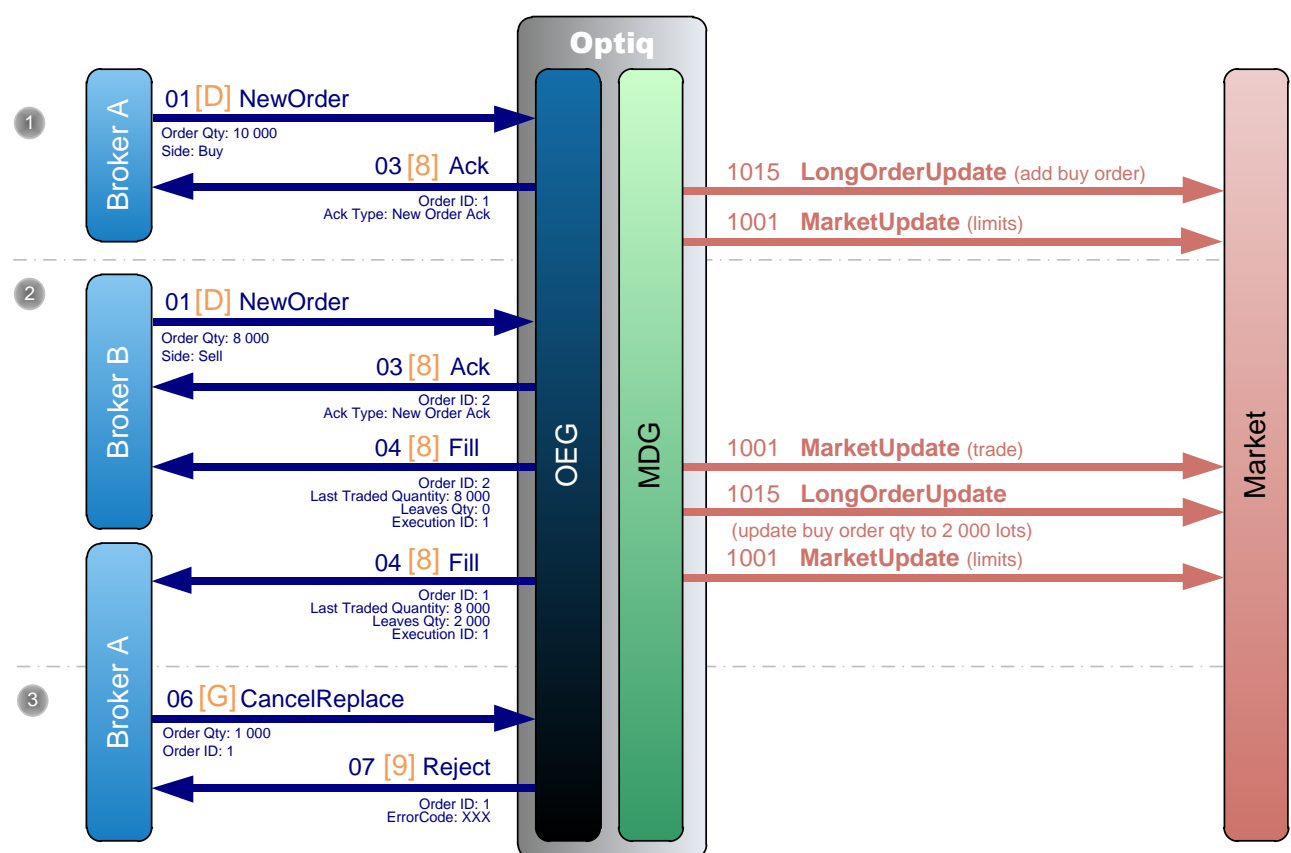 Optiq
1
Broker A
01 [D] NewOrder
Order Qty: 10 000
Side: Buy
03 [8] Ack
Order ID: 1
Ack Type: New Order Ack
1015 LongOrderUpdate (add buy order)
1001 MarketUpdate (limits)
2
Broker B
01 [D] NewOrder
Order Qty: 8 000
Side: Sell
03 [8] Ack
Order ID: 2
Ack Type: New Order Ack
04 [8] Fill
Order ID: 2
Last Traded Quantity: 8 000
Leaves Qty: 0
Execution ID: 1
OEG
MDG
1001 MarketUpdate (trade)
1015 LongOrderUpdate
(update buy order qty to 2 000 lots)
1001 MarketUpdate (limits)
Market
Broker A
04 [8] Fill
Order ID: 1
Last Traded Quantity: 8 000
Leaves Qty: 2 000
Execution ID: 1
3
06 [G] CancelReplace
Order Qty: 1 000
Order ID: 1
07 [9] Reject
Order ID: 1
ErrorCode: XXX